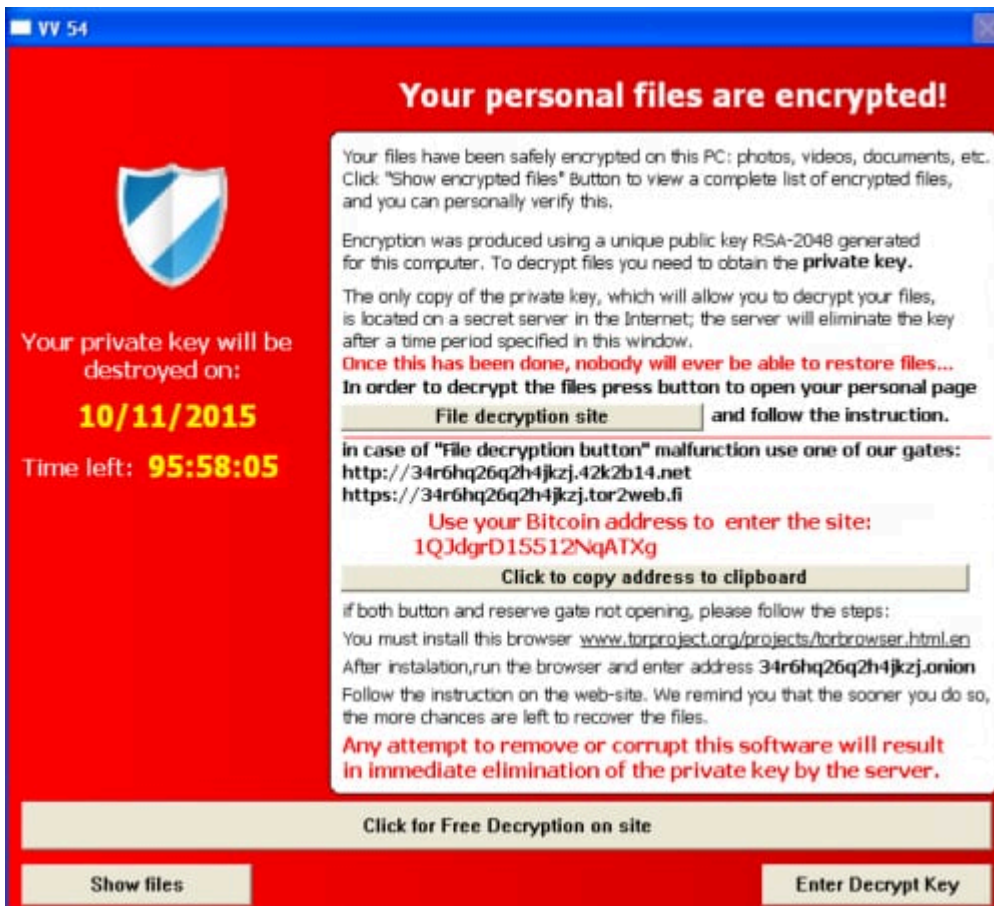 VV 54
Your personal files are encrypted!
Your files have been safely encrypted on this PC: photos, videos, documents, etc.
Click "Show encrypted files" Button to view a complete list of encrypted files,
and you can personally verify this.
Encryption was produced using a unique public key RSA-2048 generated
for this computer. To decrypt files you need to obtain the private key.
The only copy of the private key, which will allow you to decrypt your files,
is located on a secret server in the Internet; the server will eliminate the key
after a time period specified in this window.
Once this has been done, nobody will ever be able to restore files...
In order to decrypt the files press button to open your personal page
File decryption site
and follow the instruction.
in case of "File decryption button" malfunction use one of our gates:
http://34r6hq26q2h4jkzj.42k2b14.net
https://34r6hq26q2h4jkzj.tor2web.fi
Use your Bitcoin address to enter the site:
1QJdgrD15512NqATXg
Click to copy address to clipboard
if both button and reserve gate not opening, please follow the steps:
You must install this browser www.torproject.org/projects/torbrowser.html.en
After instalation,run the browser and enter address 34r6hq26q2h4jkzj.onion
Follow the instruction on the web-site. We remind you that the sooner you do so,
the more chances are left to recover the files.
Any attempt to remove or corrupt this software will result
in immediate elimination of the private key by the server.
Your private key will be
destroyed on:
10/11/2015
Time left: 95:58:05
Click for Free Decryption on site
Show files
Enter Decrypt Key